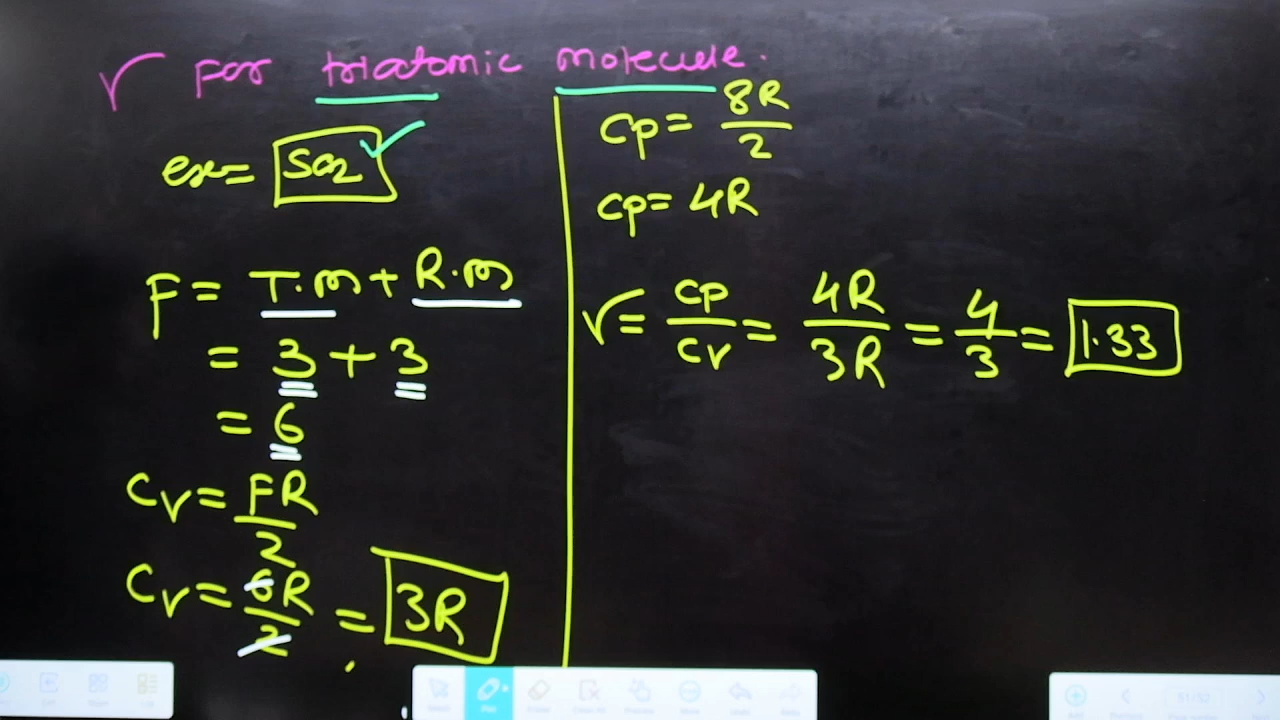 γ For triatomic molecule.
ex= SO2
F = T.m + R.m
= 3 + 3
= 6
Cv = FR/2
Cv = 6R/2 = 3R
Cp = 8R/2
Cp = 4R
γ = Cp/Cv = 4R/3R = 4/3 = 1.33